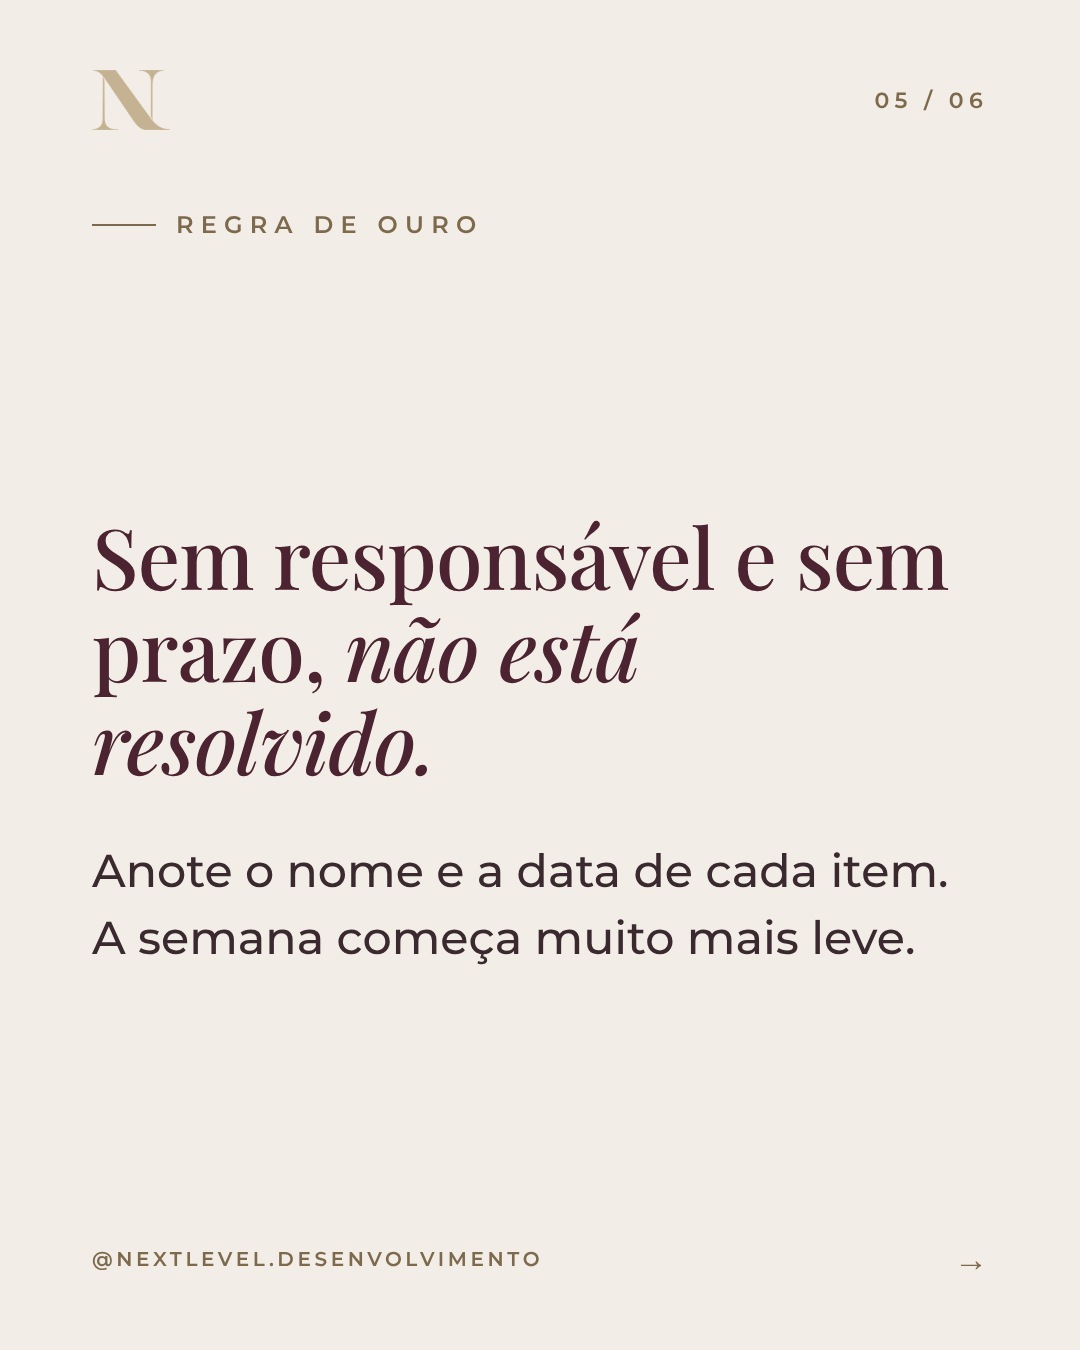 N
05 / 06
REGRA DE OURO
Sem responsável e sem
prazo, não está
resolvido.
Anote o nome e a data de cada item.
A semana começa muito mais leve.
@NEXTLEVEL.DESENVOLVIMENTO
→